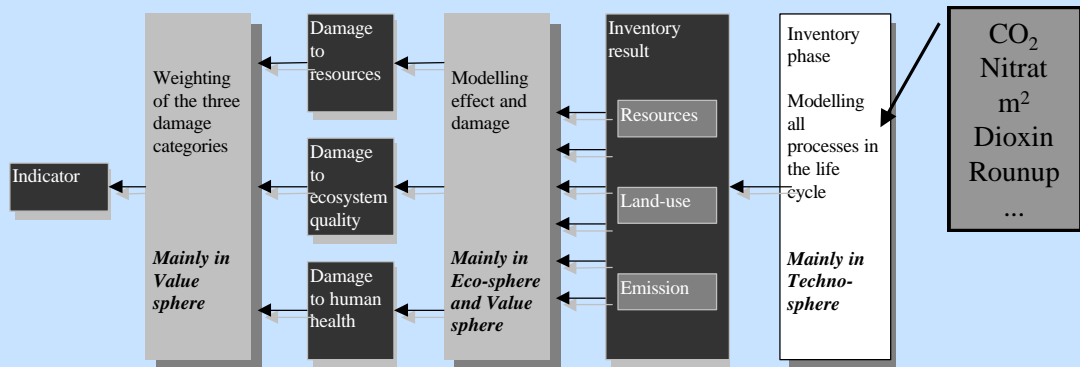 Indicator
Weighting
of the three
damage
categories
Mainly in
Value
sphere
Damage
to
resources
Damage
to
ecosystem
quality
Damage
to human
health
Modelling
effect and
damage
Mainly in
Eco-sphere
and Value
sphere
Inventory
result
Resources
Land-use
Emission
Inventory
phase
Modelling
all
processes in
the life
cycle
Mainly in
Techno-
sphere
CO₂
Nitrat
m²
Dioxin
Rounup
...